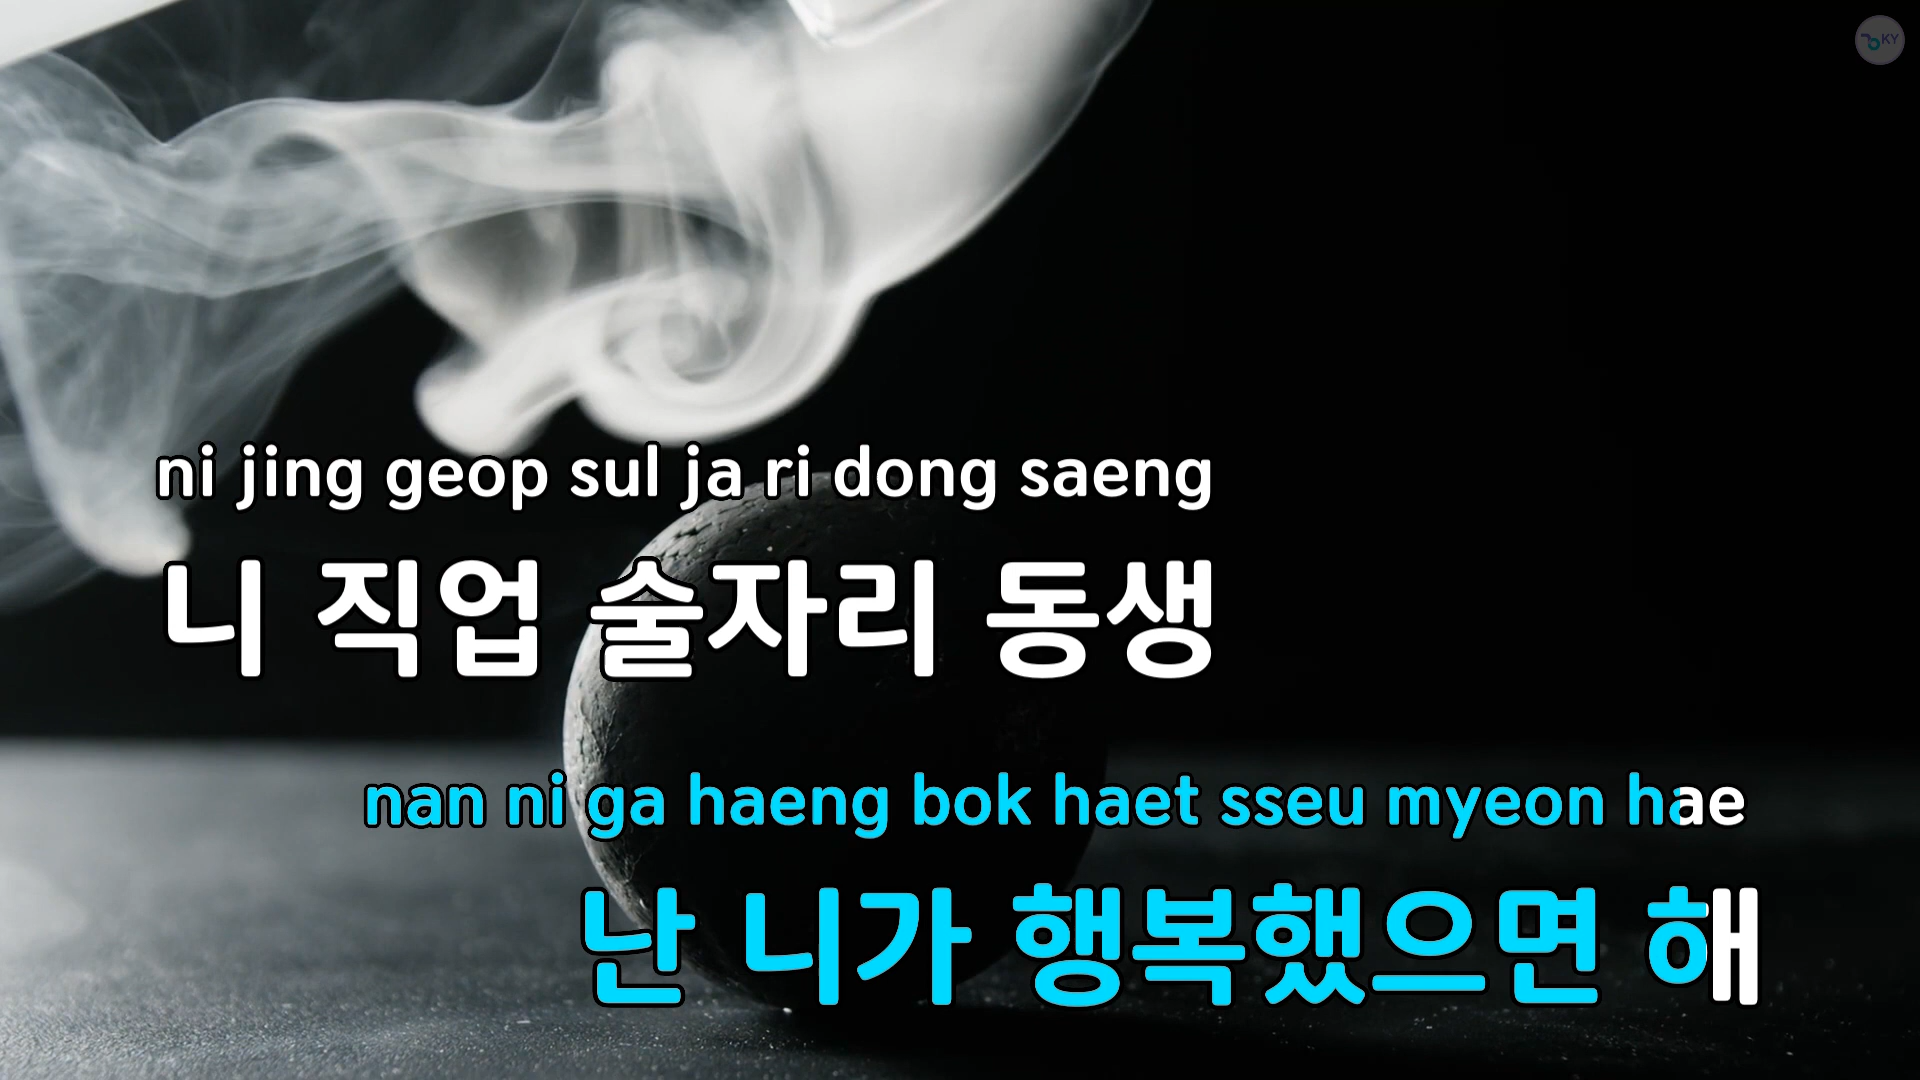 KY
ni jing geop sul ja ri dong saeng
니 직업 술자리 동생
nan ni ga haeng bok haet sseu myeon hae
난 니가 행복했으면 해